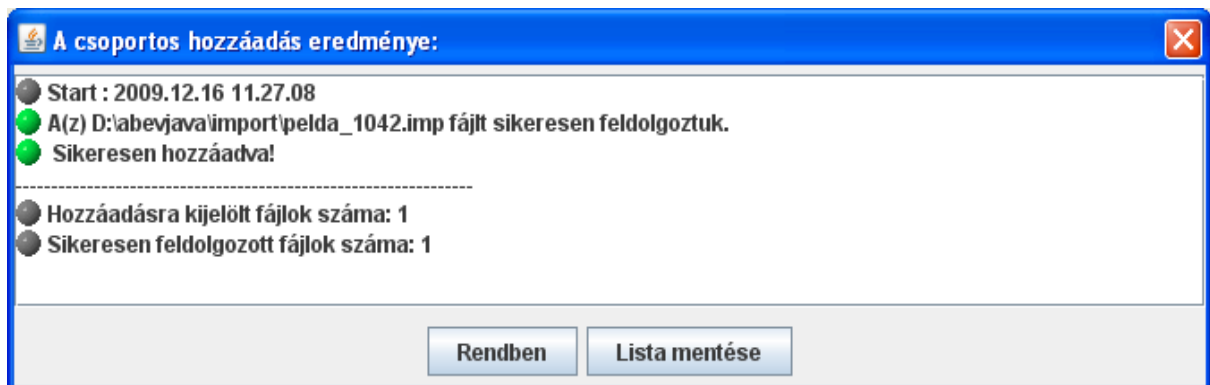 A csoportos hozzáadás eredménye:
Start : 2009.12.16 11.27.08
A(z) D:\abevjava\import\pelda_1042.imp fájlt sikeresen feldolgoztuk.
Sikeresen hozzáadva!
----------------------------------------------------------------
Hozzáadásra kijelölt fájlok száma: 1
Sikeresen feldolgozott fájlok száma: 1
Rendben Lista mentése